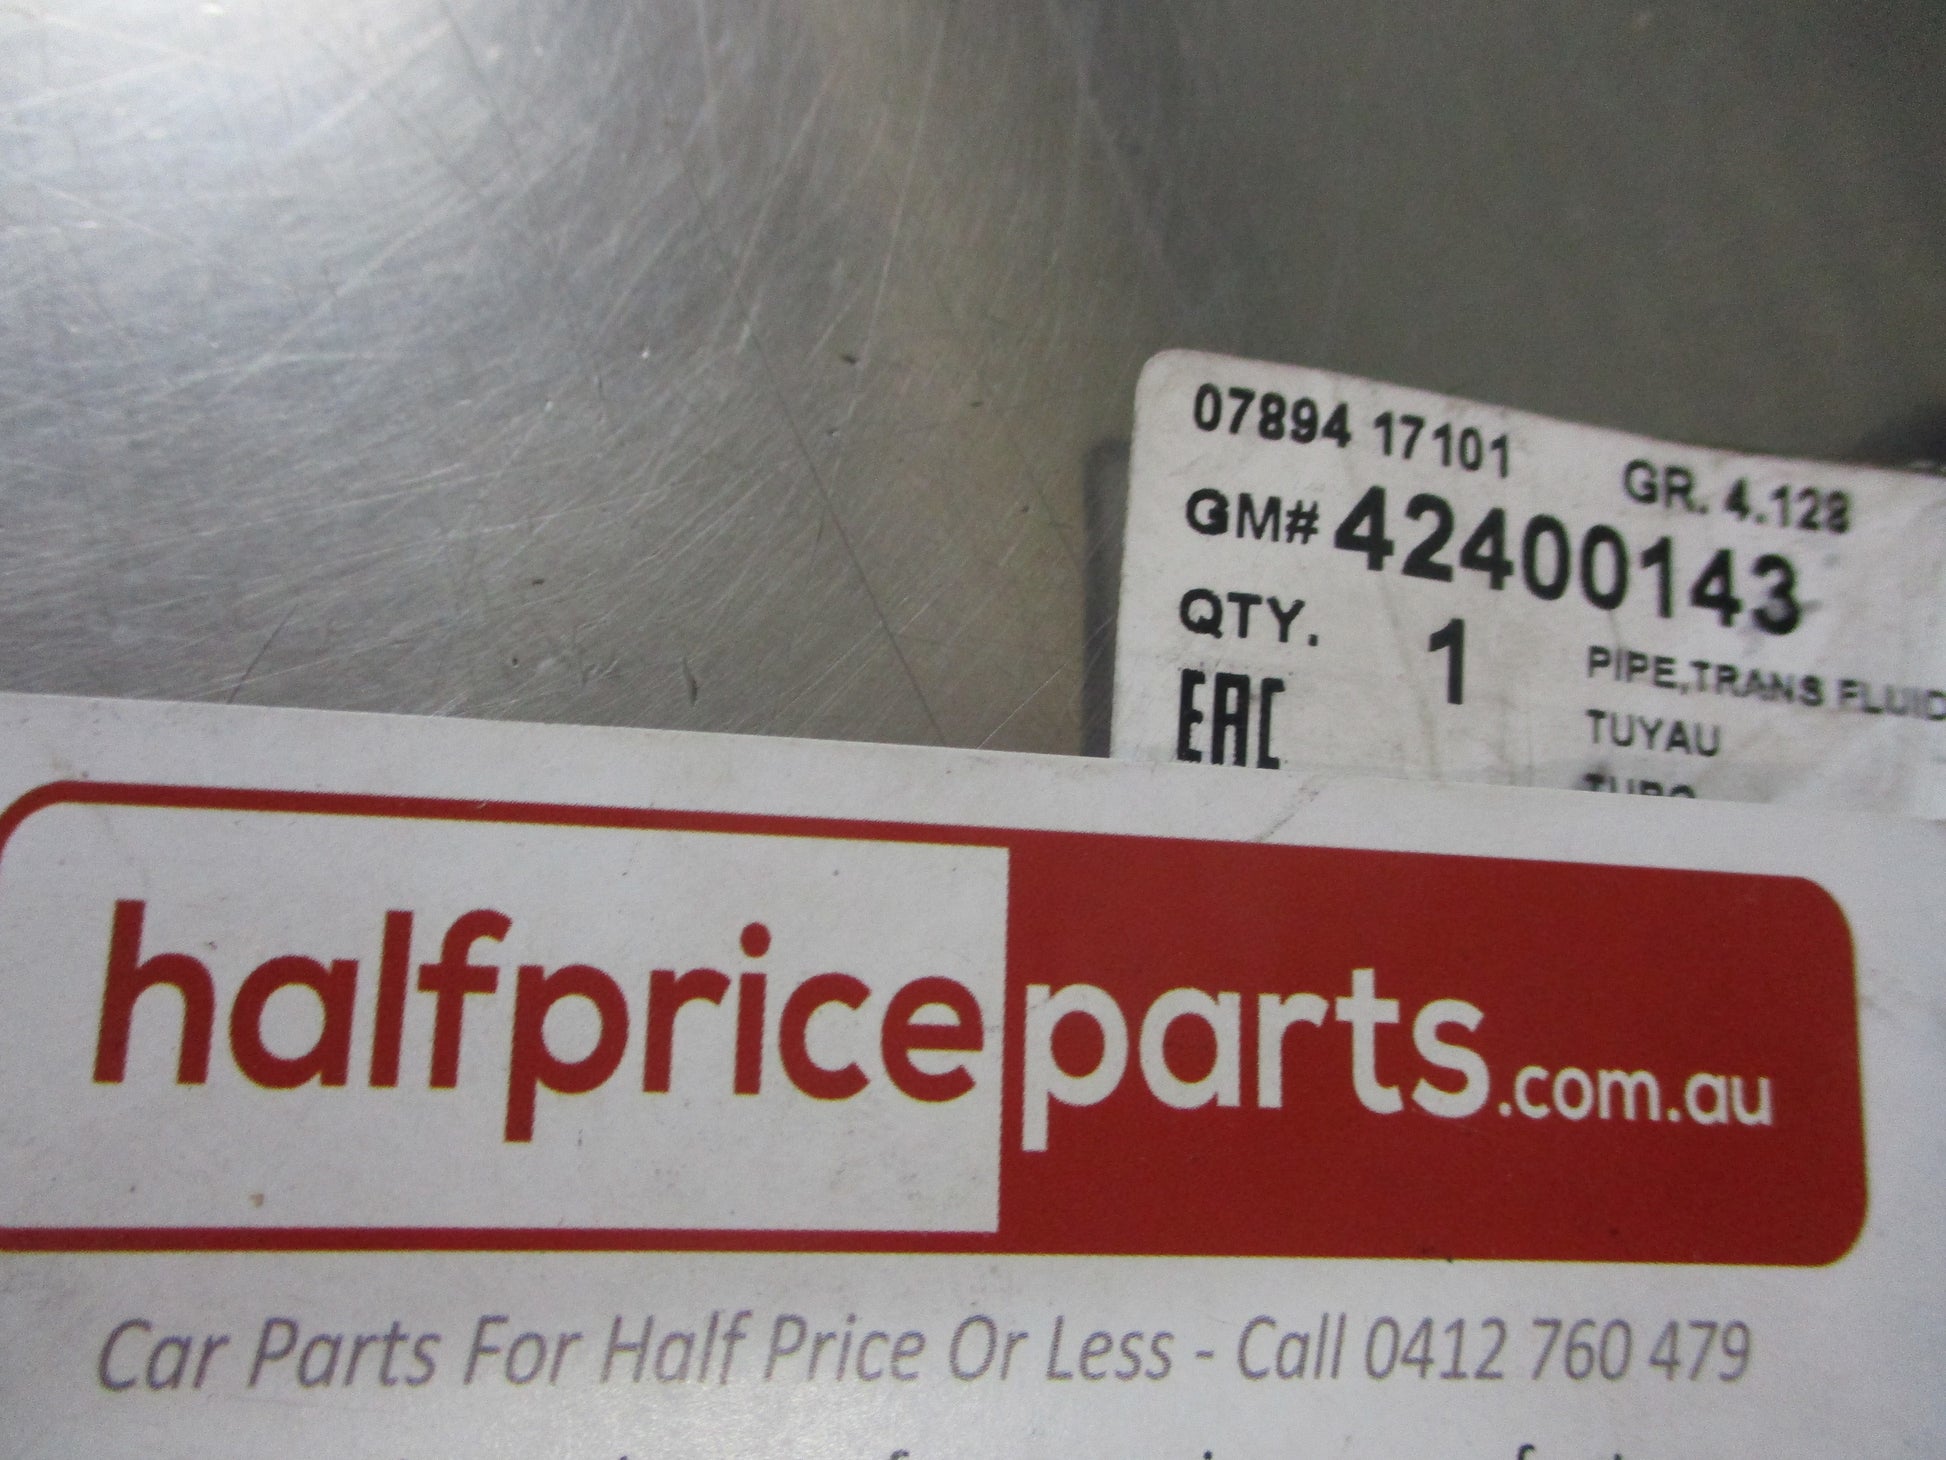 07894 17101
GR. 4.128
GM# 42400143
QTY. 1
PIPE,TRANS FLUID
EAC
TUYAU
TUBO
halfpriceparts.com.au
Car Parts For Half Price Or Less - Call 0412 760 479